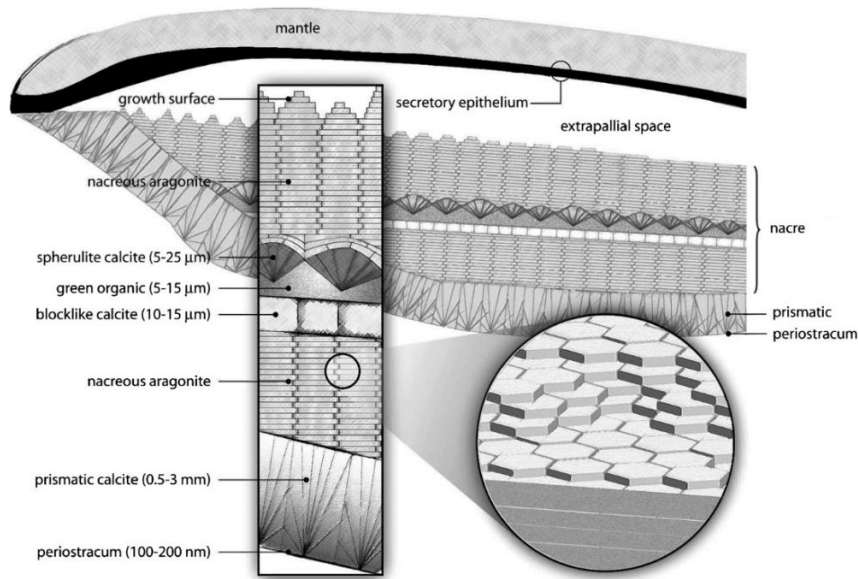 mantle
growth surface
secretory epithelium
extrapallial space
nacreous aragonite
nacre
spherulite calcite (5-25 μm)
green organic (5-15 μm)
blocklike calcite (10-15 μm)
prismatic
periostracum
nacreous aragonite
prismatic calcite (0.5-3 mm)
periostracum (100-200 nm)